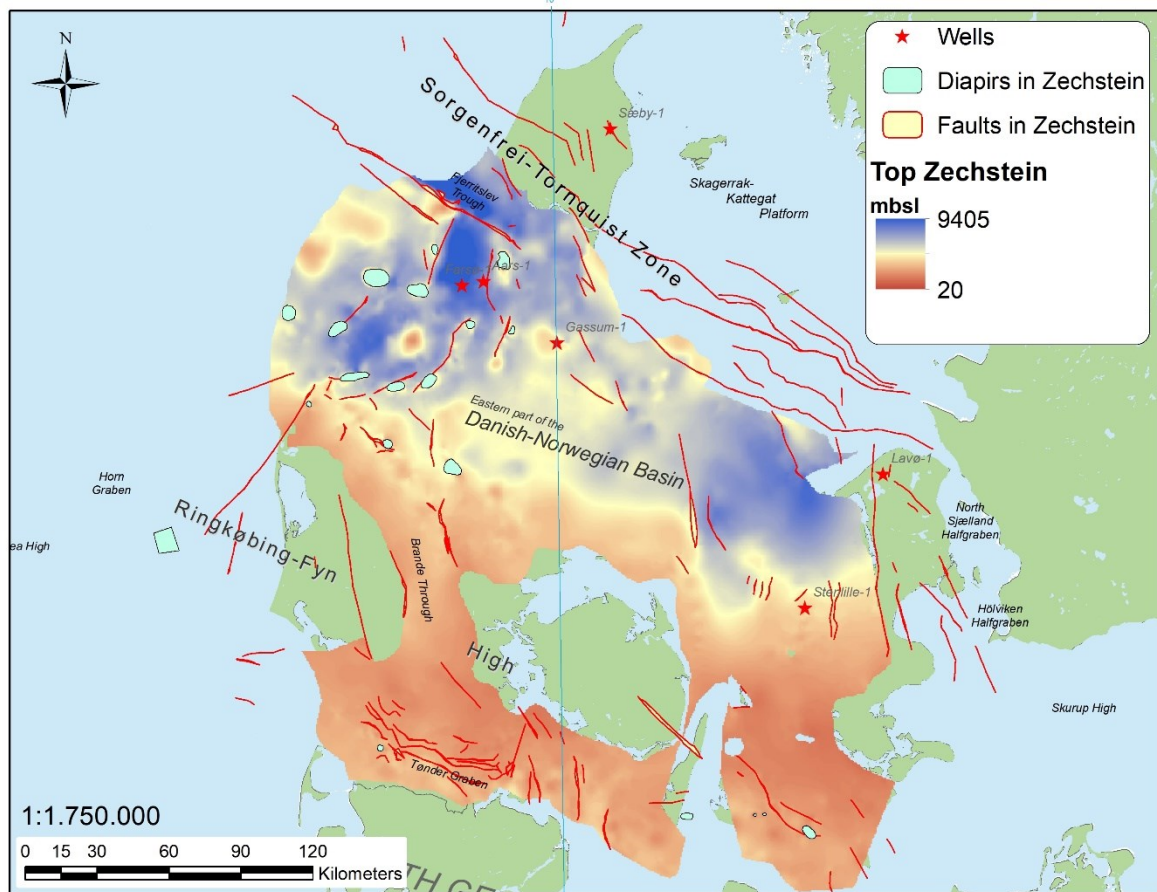 N
Wells
Diapirs in Zechstein
Faults in Zechstein
Top Zechstein
mbsl
9405
20
Sæby-1
Sorgenfrei-Tornquist Zone
Skagerrak-
Kattegat
Platform
Fjerritslev
Trough
Aars-1
Gassum-1
Eastern part of the
Danish-Norwegian Basin
Lavø-1
Horn
Graben
North
Sjælland
Halfgraben
Ringkøbing-Fyn
ea High
Brande Through
Stenlille-1
Hölviken
Halfgraben
High
Skurup High
Tønder Graben
1:1.750.000
0 15 30 60 90 120
Kilometers